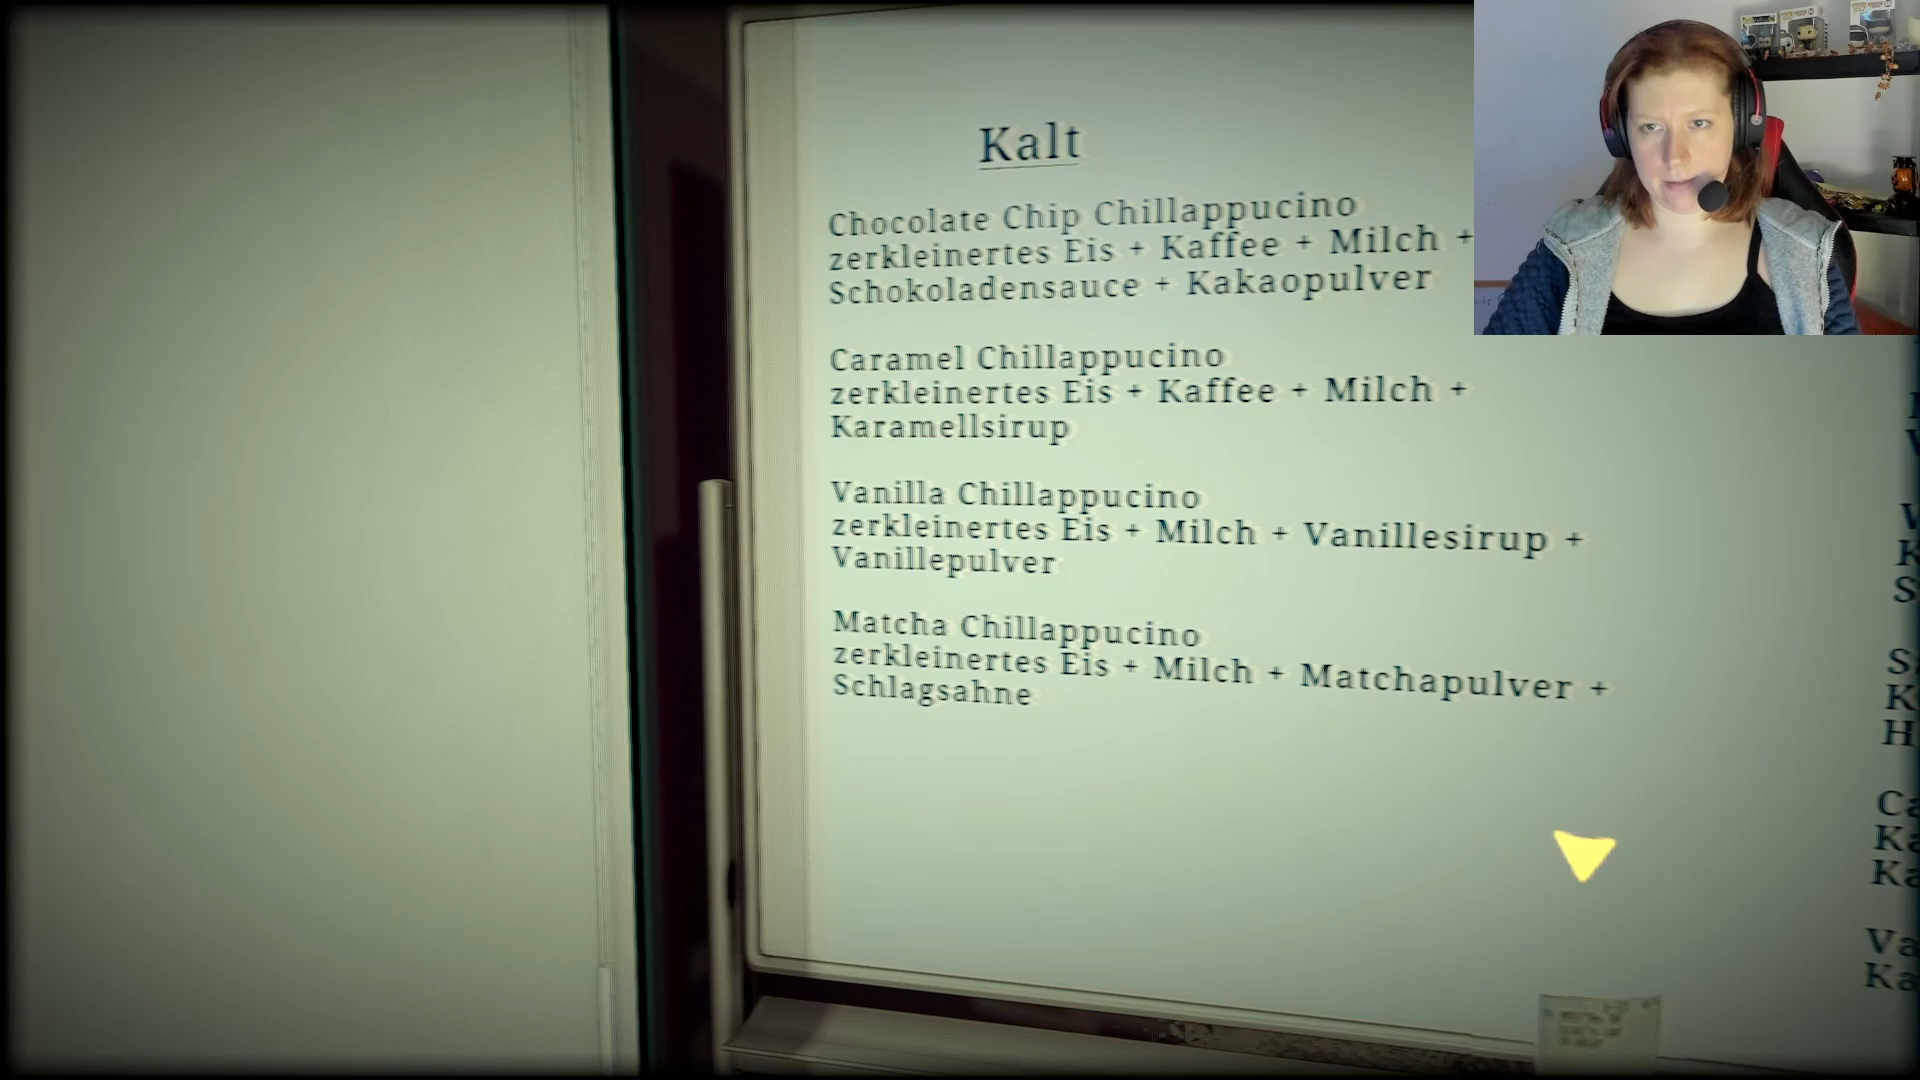 Kalt
Chocolate Chip Chillappucino
zerkleinertes Eis + Kaffee + Milch +
Schokoladensauce + Kakaopulver
Caramel Chillappucino
zerkleinertes Eis + Kaffee + Milch +
Karamellsirup
Vanilla Chillappucino
zerkleinertes Eis + Milch + Vanillesirup +
Vanillepulver
Matcha Chillappucino
zerkleinertes Eis + Milch + Matchapulver +
Schlagsahne